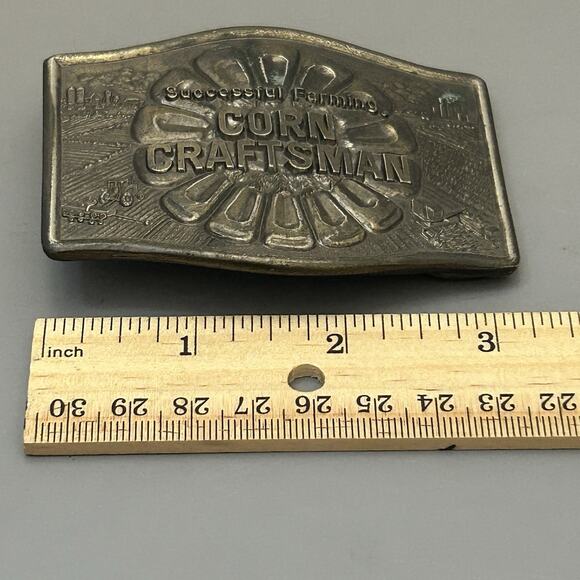 Successful Farming®
CORN
CRAFTSMAN
inch 1 2 3
30 29 28 27 26 25 24 23 22